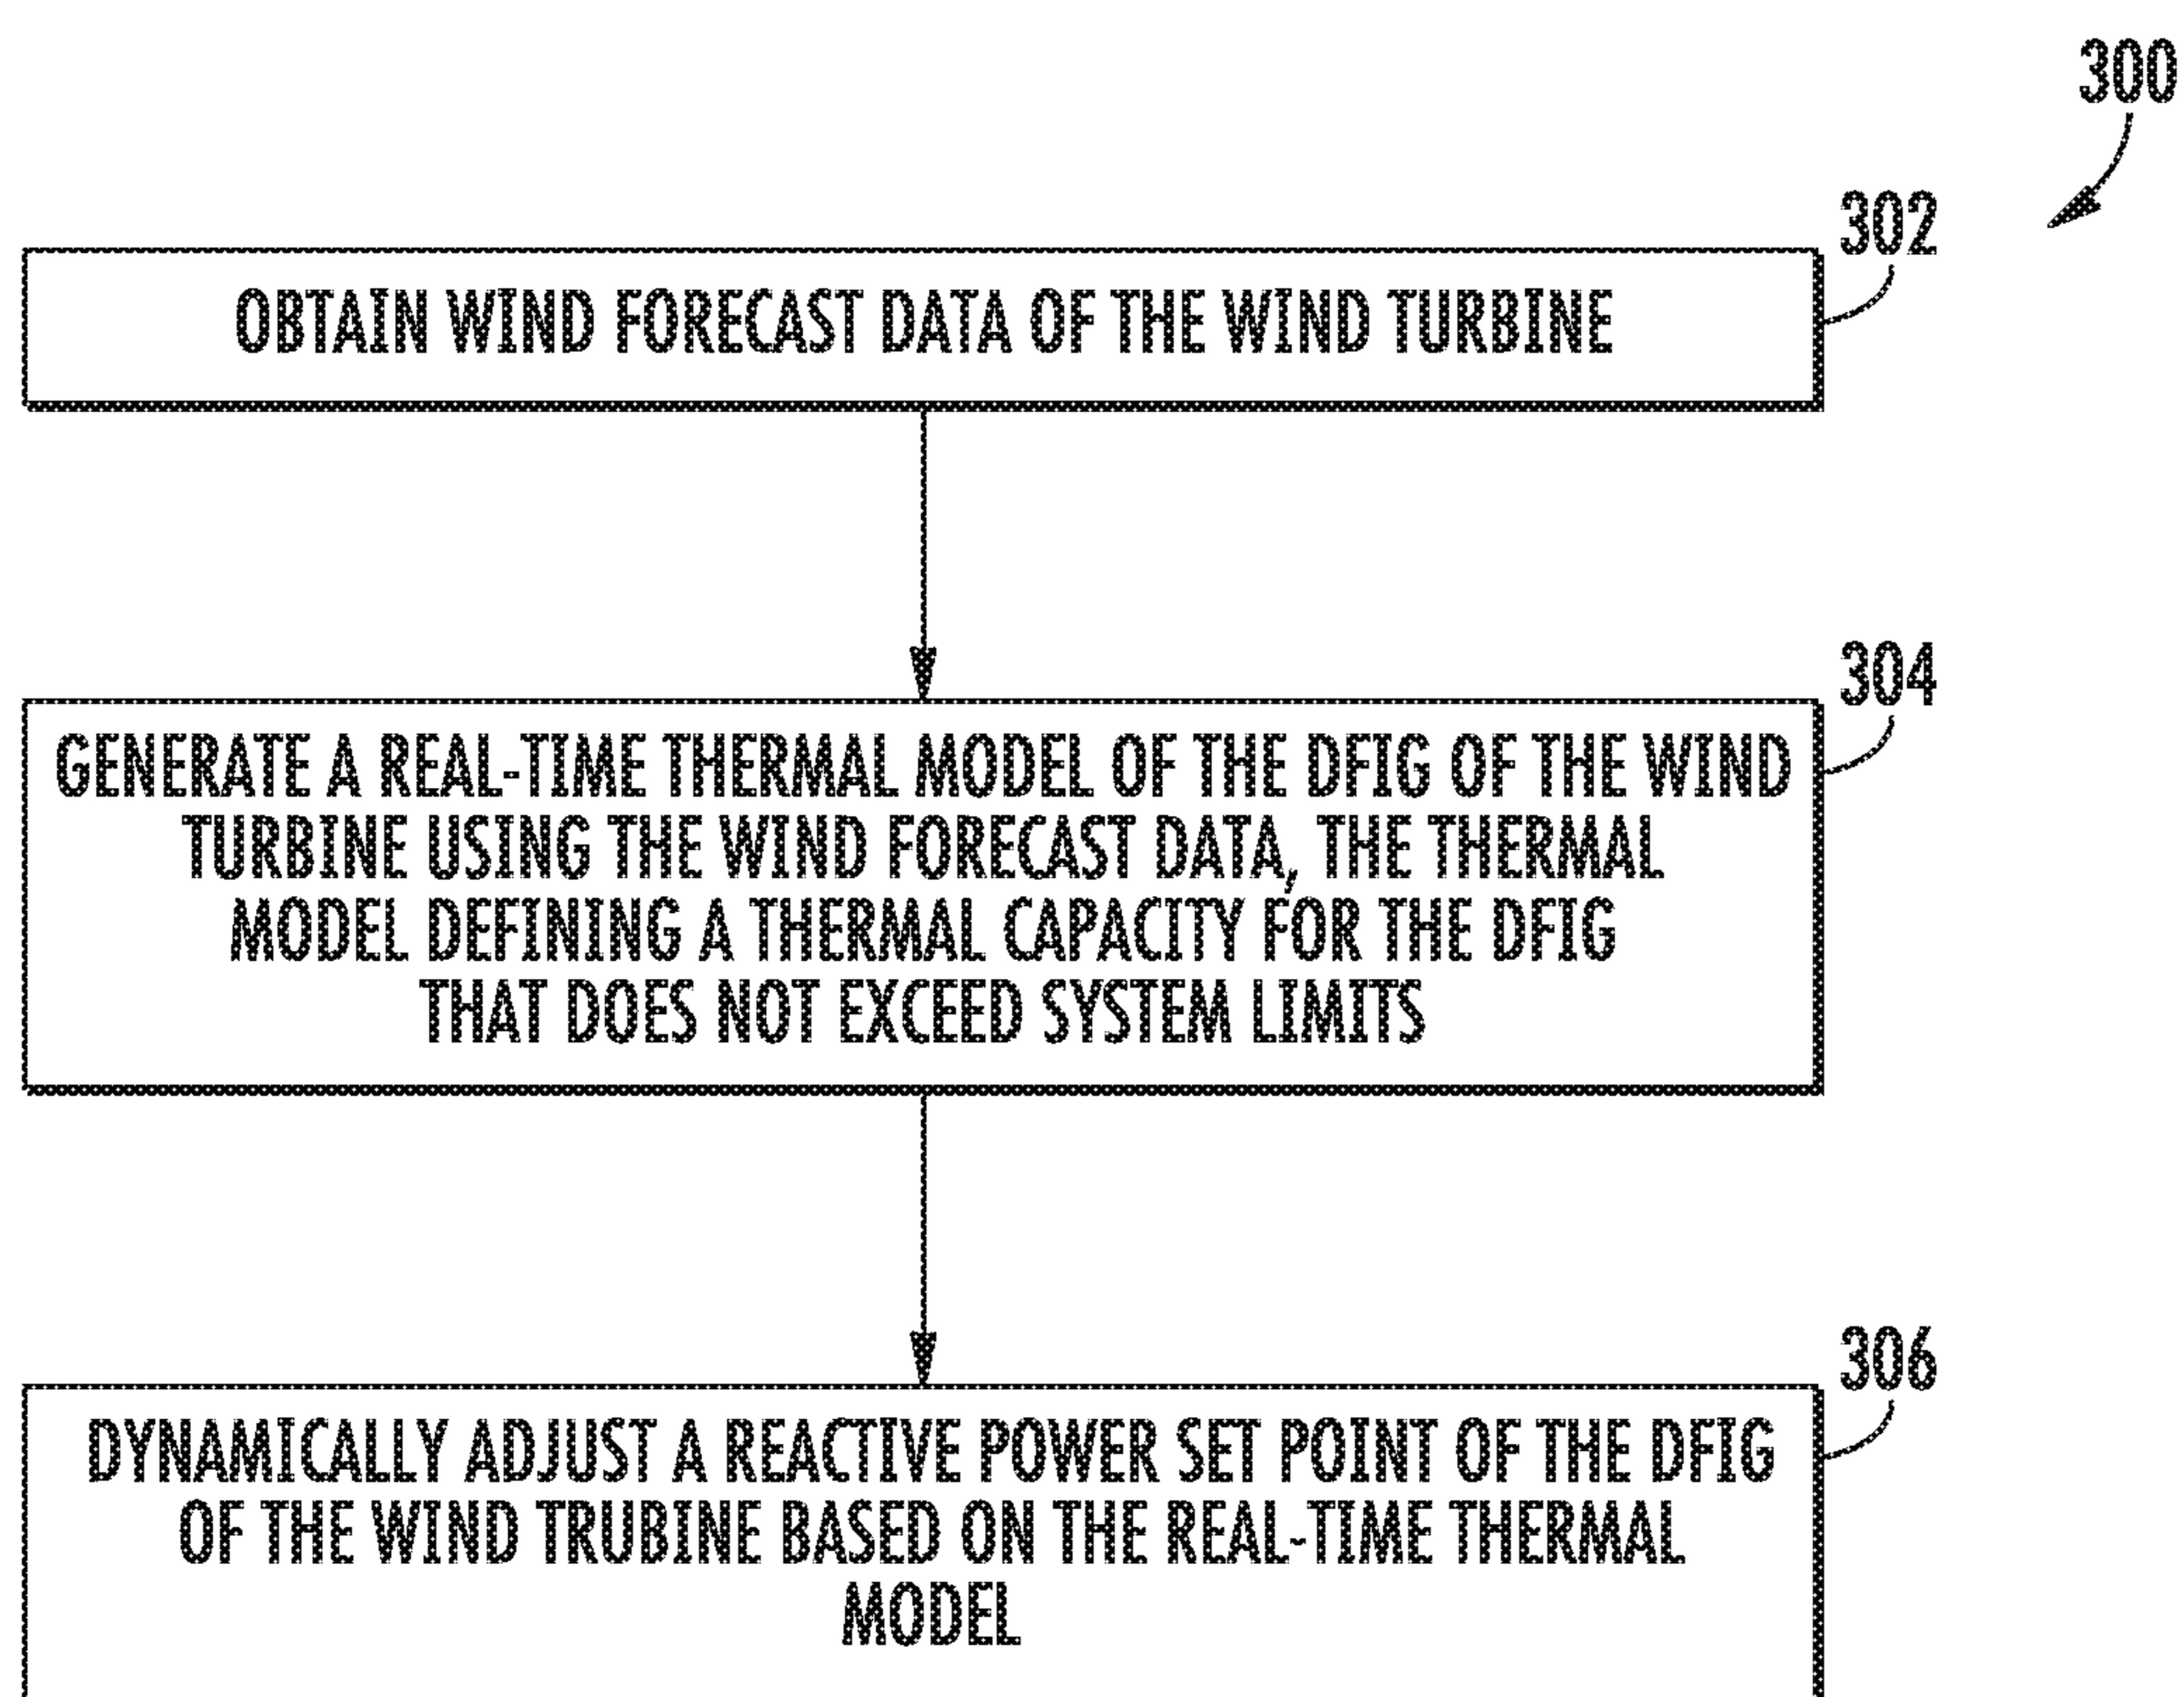 300
302
OBTAIN WIND FORECAST DATA OF THE WIND TURBINE
304
GENERATE A REAL-TIME THERMAL MODEL OF THE DFIG OF THE WIND
TURBINE USING THE WIND FORECAST DATA, THE THERMAL
MODEL DEFINING A THERMAL CAPACITY FOR THE DFIG
THAT DOES NOT EXCEED SYSTEM LIMITS
306
DYNAMICALLY ADJUST A REACTIVE POWER SET POINT OF THE DFIG
OF THE WIND TRUBINE BASED ON THE REAL-TIME THERMAL
MODEL